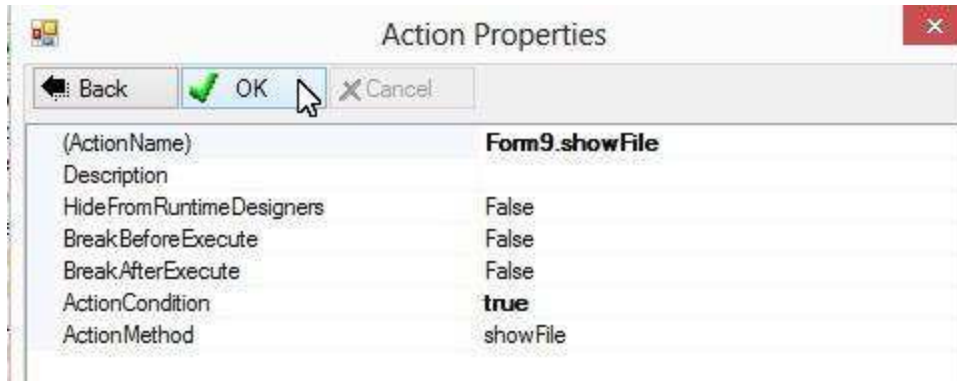 Action Properties
Back OK Cancel
(ActionName) Form9.showFile
Description
HideFromRuntimeDesigners False
BreakBeforeExecute False
BreakAfterExecute False
ActionCondition true
ActionMethod showFile